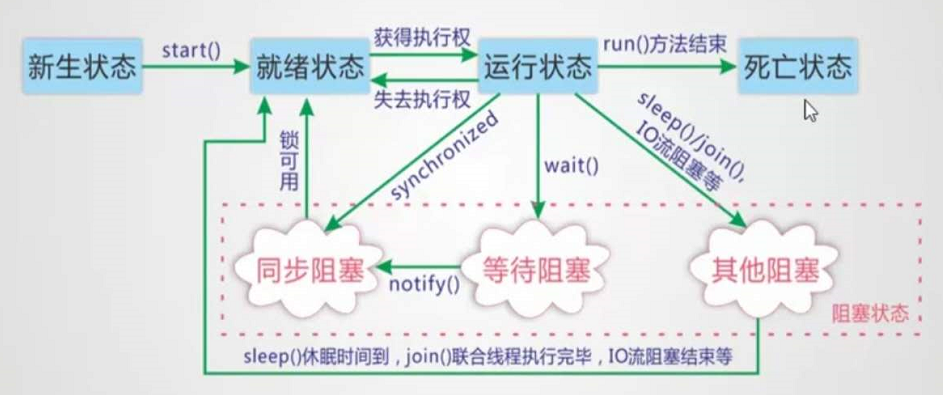 新生状态
start()
就绪状态
获得执行权
失去执行权
运行状态
run()方法结束
死亡状态
锁可用
synchronized
wait()
sleep()/join(),
IO流阻塞等
同步阻塞
notify()
等待阻塞
其他阻塞
阻塞状态
sleep()休眠时间到，join()联合线程执行完毕，IO流阻塞结束等